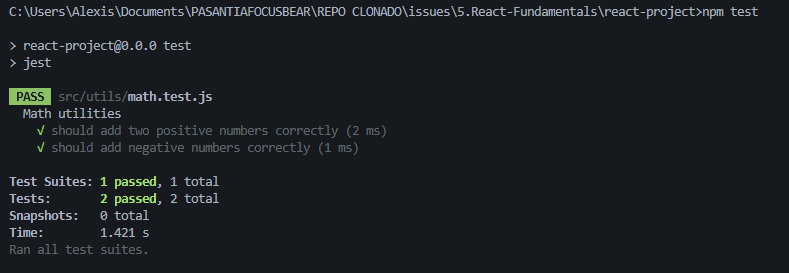 C:\Users\Alexis\Documents\PASANTIAFOCUSBEAR\REPO CLONADO\issues\5.React-Fundamentals\react-project>npm test
> react-project@0.0.0 test
> jest
PASS src/utils/math.test.js
Math utilities
√ should add two positive numbers correctly (2 ms)
√ should add negative numbers correctly (1 ms)
Test Suites: 1 passed, 1 total
Tests: 2 passed, 2 total
Snapshots: 0 total
Time: 1.421 s
Ran all test suites.